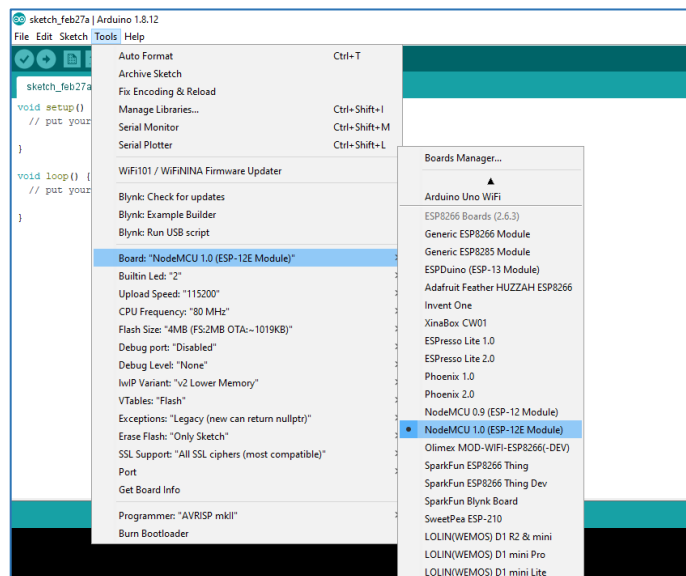 sketch_feb27a | Arduino 1.8.12
File Edit Sketch Tools Help
sketch_feb27a
void setup()
// put your
}
void loop() {
// put your
}
Auto Format Ctrl+T
Archive Sketch
Fix Encoding & Reload
Manage Libraries... Ctrl+Shift+I
Serial Monitor Ctrl+Shift+M
Serial Plotter Ctrl+Shift+L
WiFi101 / WiFiNINA Firmware Updater
Blynk: Check for updates
Blynk: Example Builder
Blynk: Run USB script
Board: "NodeMCU 1.0 (ESP-12E Module)"
Builtin Led: "2"
Upload Speed: "115200"
CPU Frequency: "80 MHz"
Flash Size: "4MB (FS:2MB OTA:~1019KB)"
Debug port: "Disabled"
Debug Level: "None"
IwIP Variant: "v2 Lower Memory"
VTables: "Flash"
Exceptions: "Legacy (new can return nullptr)"
Erase Flash: "Only Sketch"
SSL Support: "All SSL ciphers (most compatible)"
Port
Get Board Info
Programmer: "AVRISP mkII"
Burn Bootloader
Boards Manager...
Arduino Uno WiFi
ESP8266 Boards (2.6.3)
Generic ESP8266 Module
Generic ESP8285 Module
ESPDuino (ESP-13 Module)
Adafruit Feather HUZZAH ESP8266
Invent One
XinaBox CW01
ESPresso Lite 1.0
ESPresso Lite 2.0
Phoenix 1.0
Phoenix 2.0
NodeMCU 0.9 (ESP-12 Module)
NodeMCU 1.0 (ESP-12E Module)
Olimex MOD-WIFI-ESP8266(-DEV)
SparkFun ESP8266 Thing
SparkFun ESP8266 Thing Dev
SparkFun Blynk Board
SweetPea ESP-210
LOLIN(WEMOS) D1 R2 & mini
LOLIN(WEMOS) D1 mini Pro
LOLIN(WEMOS) D1 mini Lite